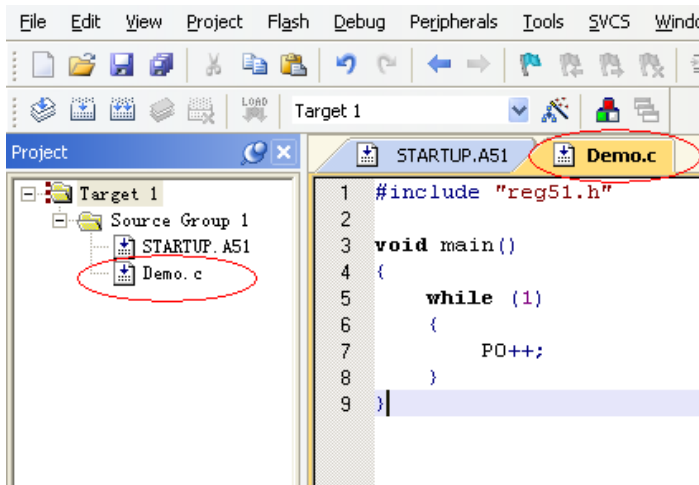 File Edit View Project Flash Debug Peripherals Tools SVCS
LOAD Target 1
Project
STARTUP.A51 Demo.c
Target 1
Source Group 1
STARTUP.A51
Demo.c
1 #include "reg51.h"
2
3 void main()
4 {
5 while (1)
6 {
7 P0++;
8 }
9 }